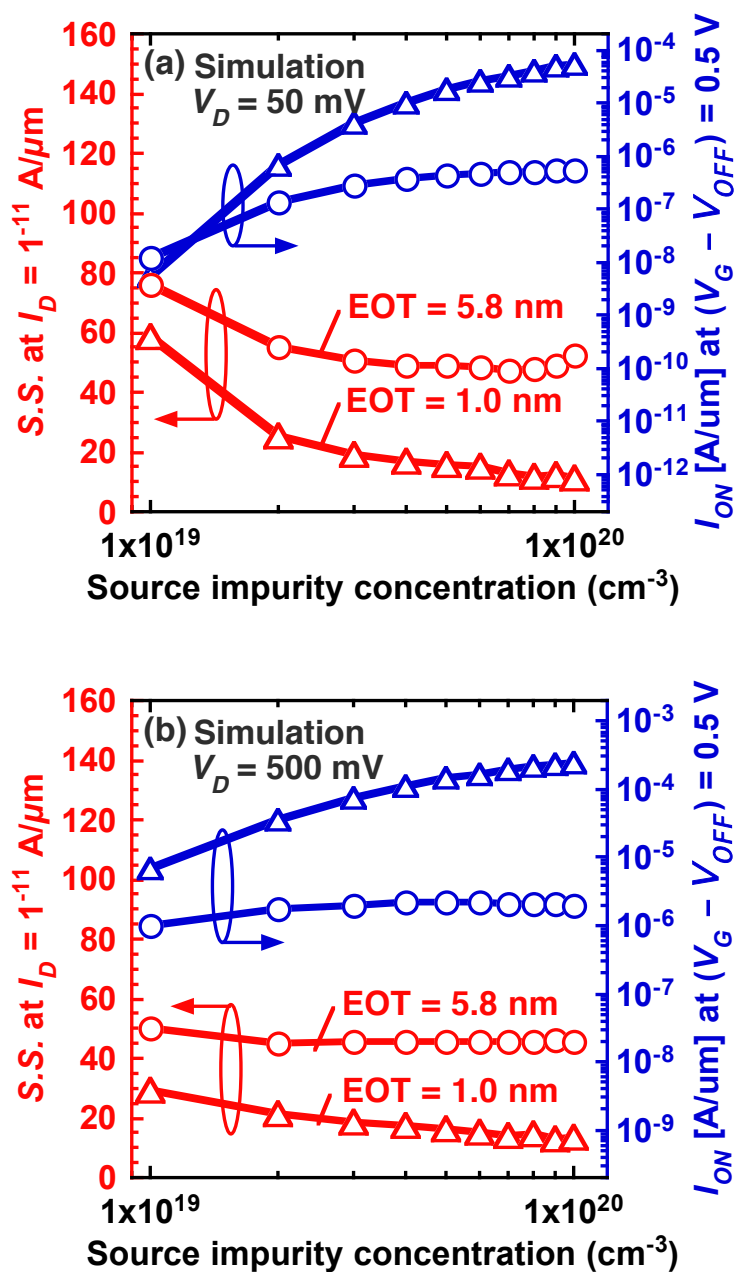 (a) Simulation
V_D = 50 mV
160
140
120
100
80
60
40
20
0
S.S. at I_D = 1^-11 A/μm
10^-4
10^-5
10^-6
10^-7
10^-8
10^-9
10^-10
10^-11
10^-12
I_ON [A/um] at (V_G − V_OFF) = 0.5 V
EOT = 5.8 nm
EOT = 1.0 nm
1x10^19
1x10^20
Source impurity concentration (cm^-3)
(b) Simulation
V_D = 500 mV
160
140
120
100
80
60
40
20
0
S.S. at I_D = 1^-11 A/μm
10^-3
10^-4
10^-5
10^-6
10^-7
10^-8
10^-9
I_ON [A/um] at (V_G − V_OFF) = 0.5 V
EOT = 5.8 nm
EOT = 1.0 nm
1x10^19
1x10^20
Source impurity concentration (cm^-3)